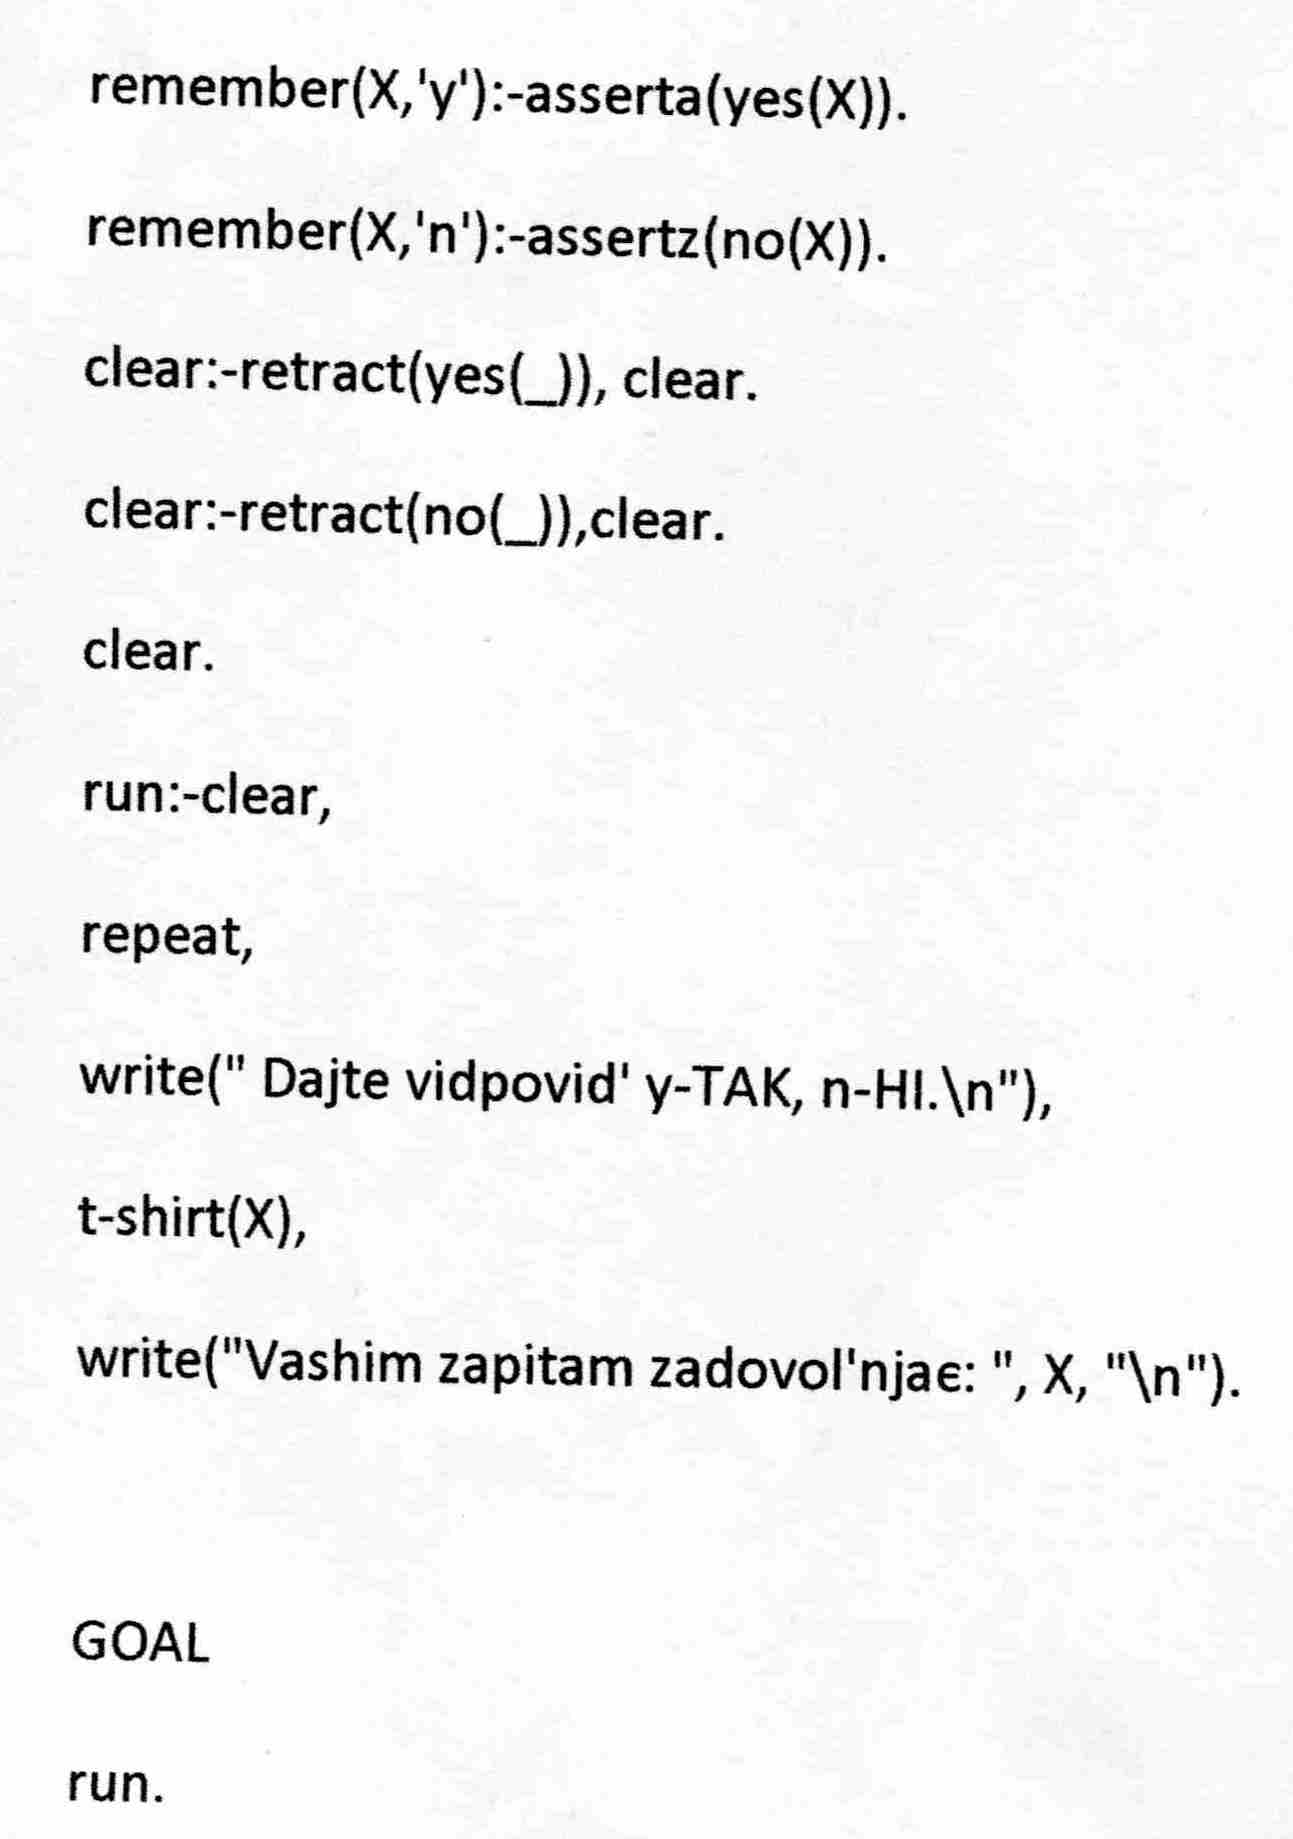 remember(X,'y'):-asserta(yes(X)).
remember(X,'n'):-assertz(no(X)).
clear:-retract(yes(_)), clear.
clear:-retract(no(_)),clear.
clear.
run:-clear,
repeat,
write(" Dajte vidpovid' y-TAK, n-HI.\n"),
t-shirt(X),
write("Vashim zapitam zadovol'njaє: ", X, "\n").
GOAL
run.